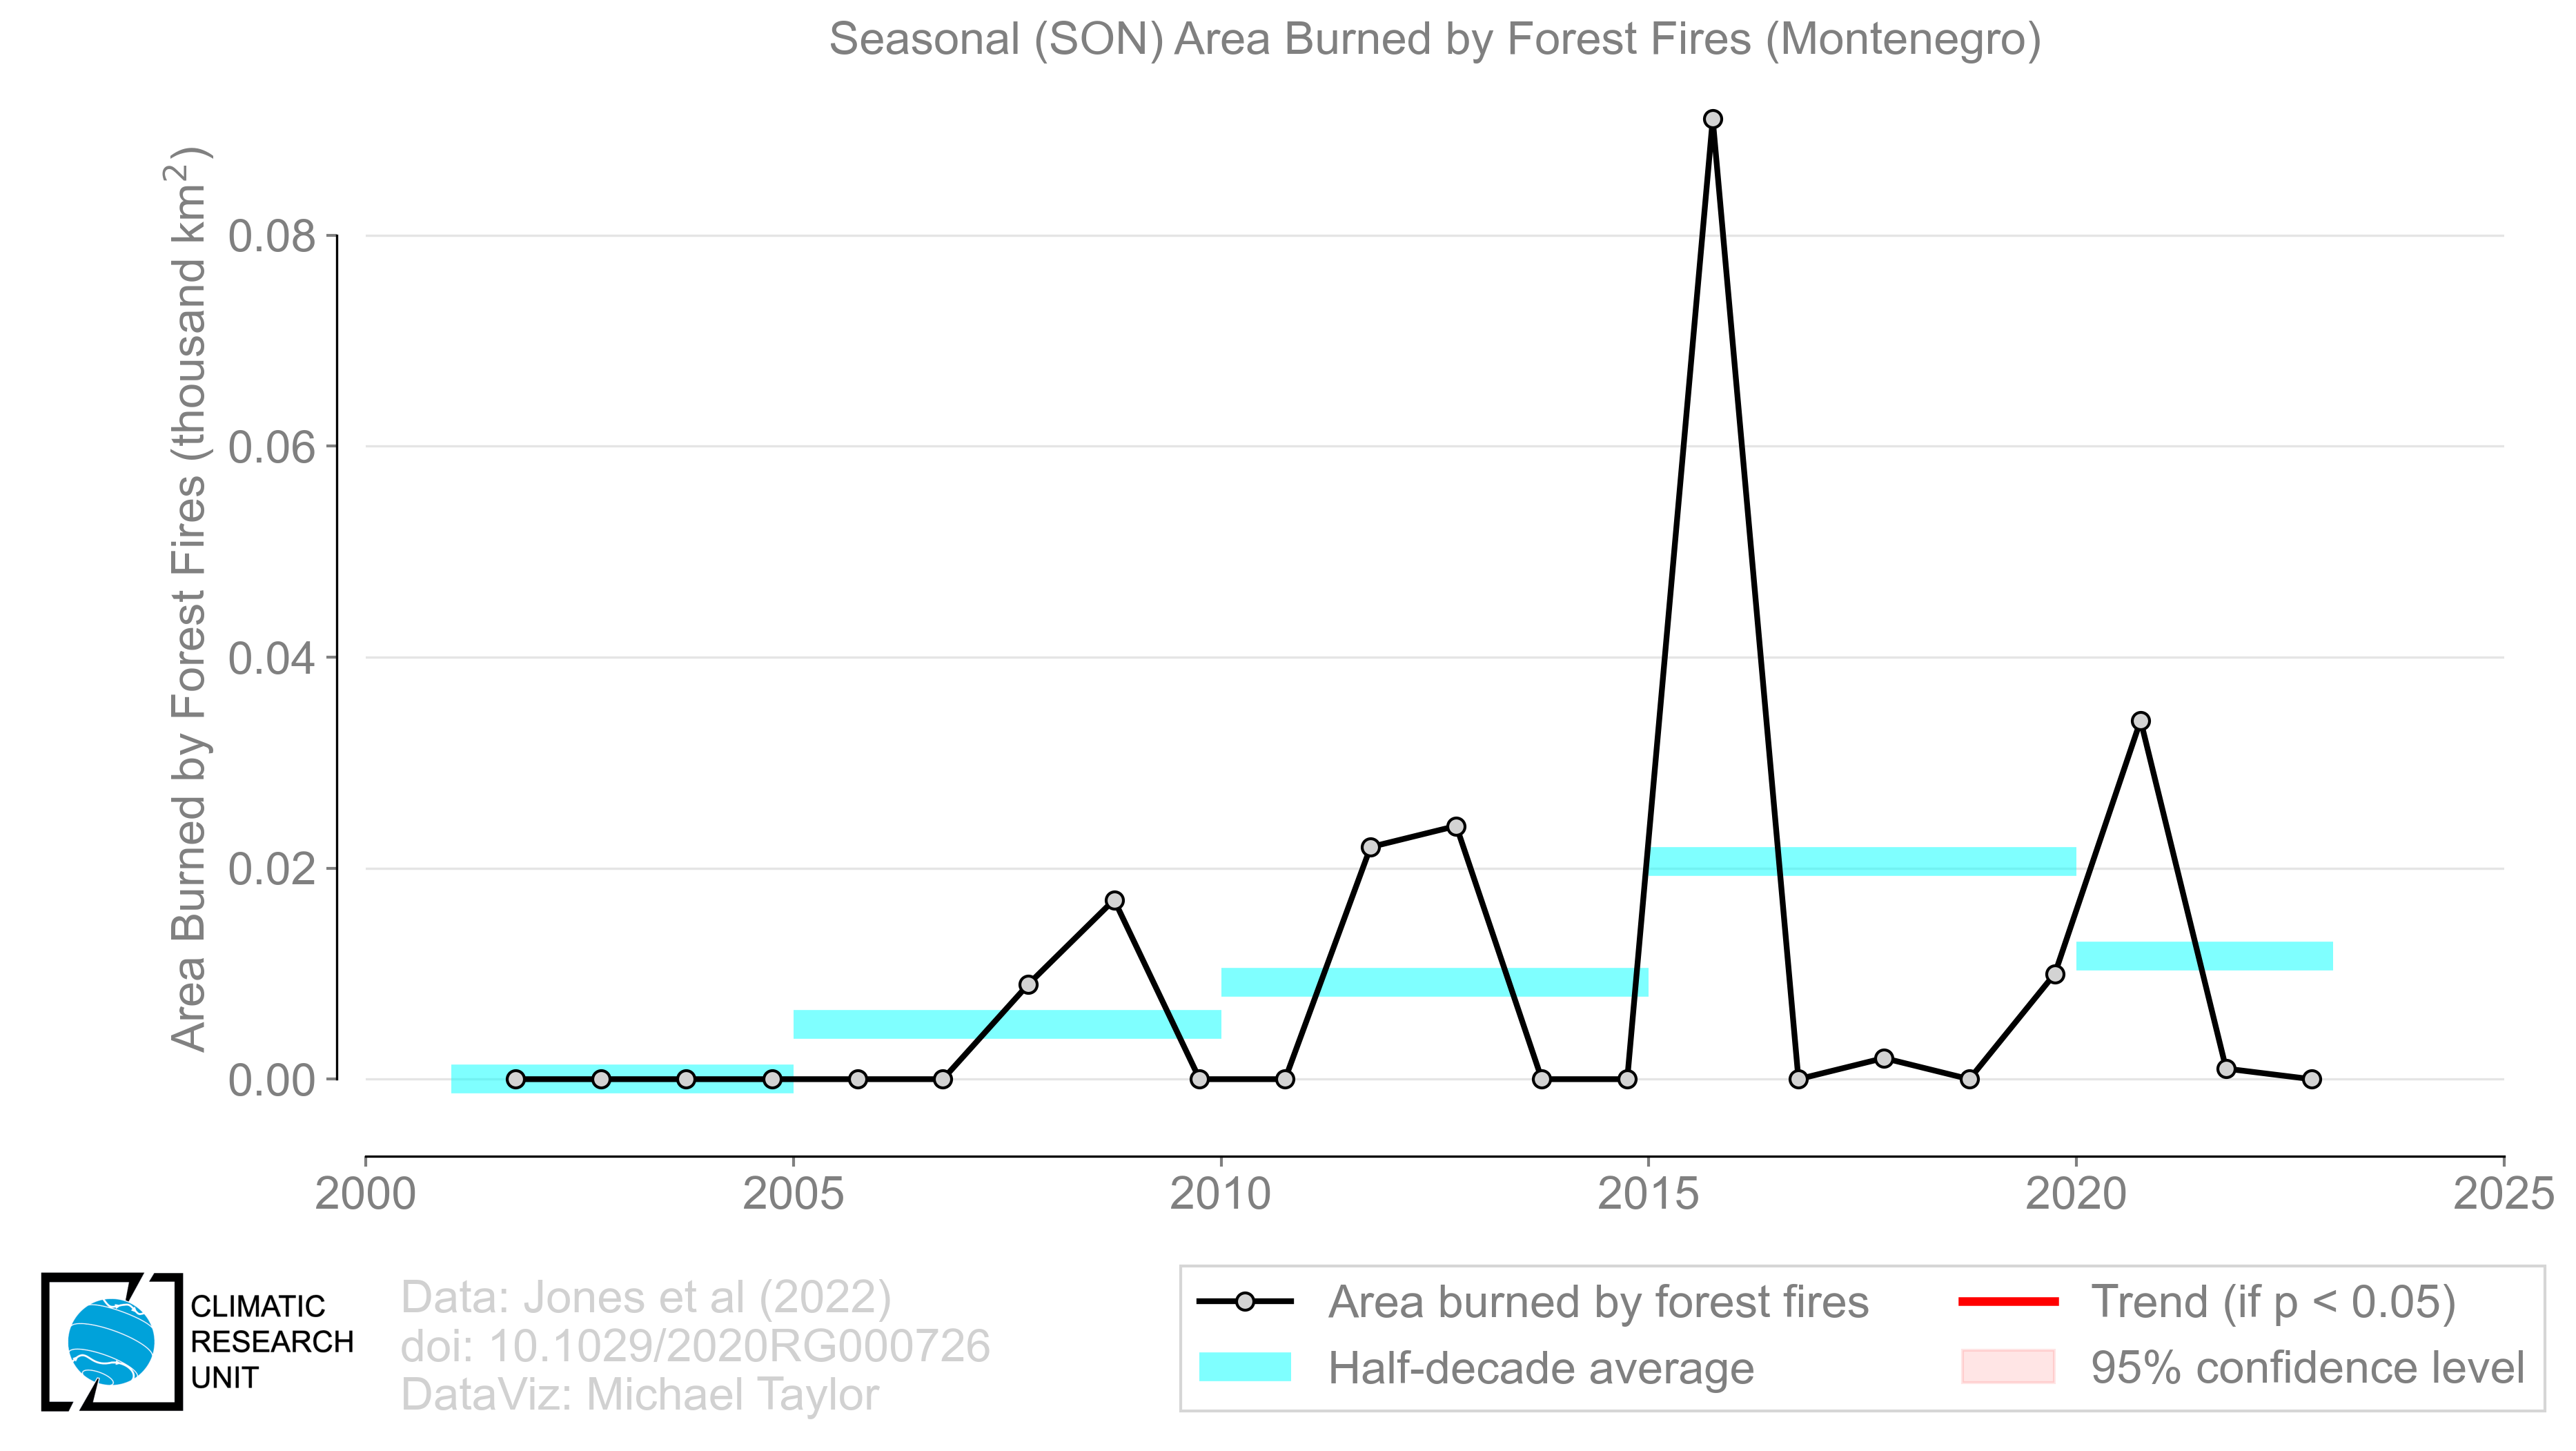 Seasonal (SON) Area Burned by Forest Fires (Montenegro)
Area Burned by Forest Fires (thousand km²)
0.08
0.06
0.04
0.02
0.00
2000
2005
2010
2015
2020
2025
CLIMATIC
RESEARCH
UNIT
Data: Jones et al (2022)
doi: 10.1029/2020RG000726
DataViz: Michael Taylor
Area burned by forest fires
Half-decade average
Trend (if p < 0.05)
95% confidence level